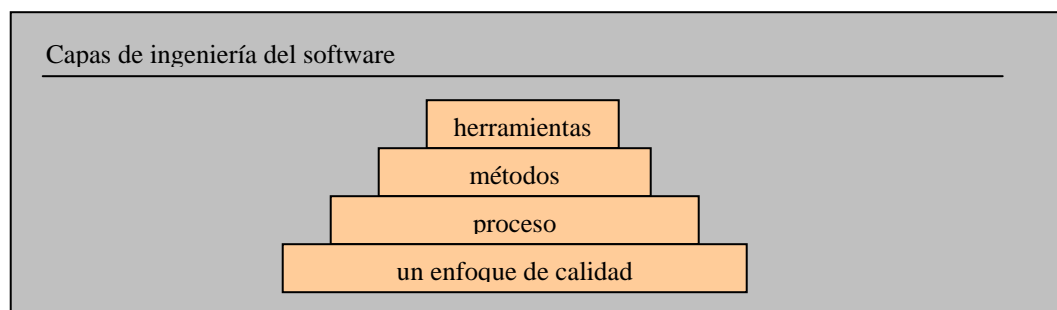 Capas de ingeniería del software
herramientas
métodos
proceso
un enfoque de calidad